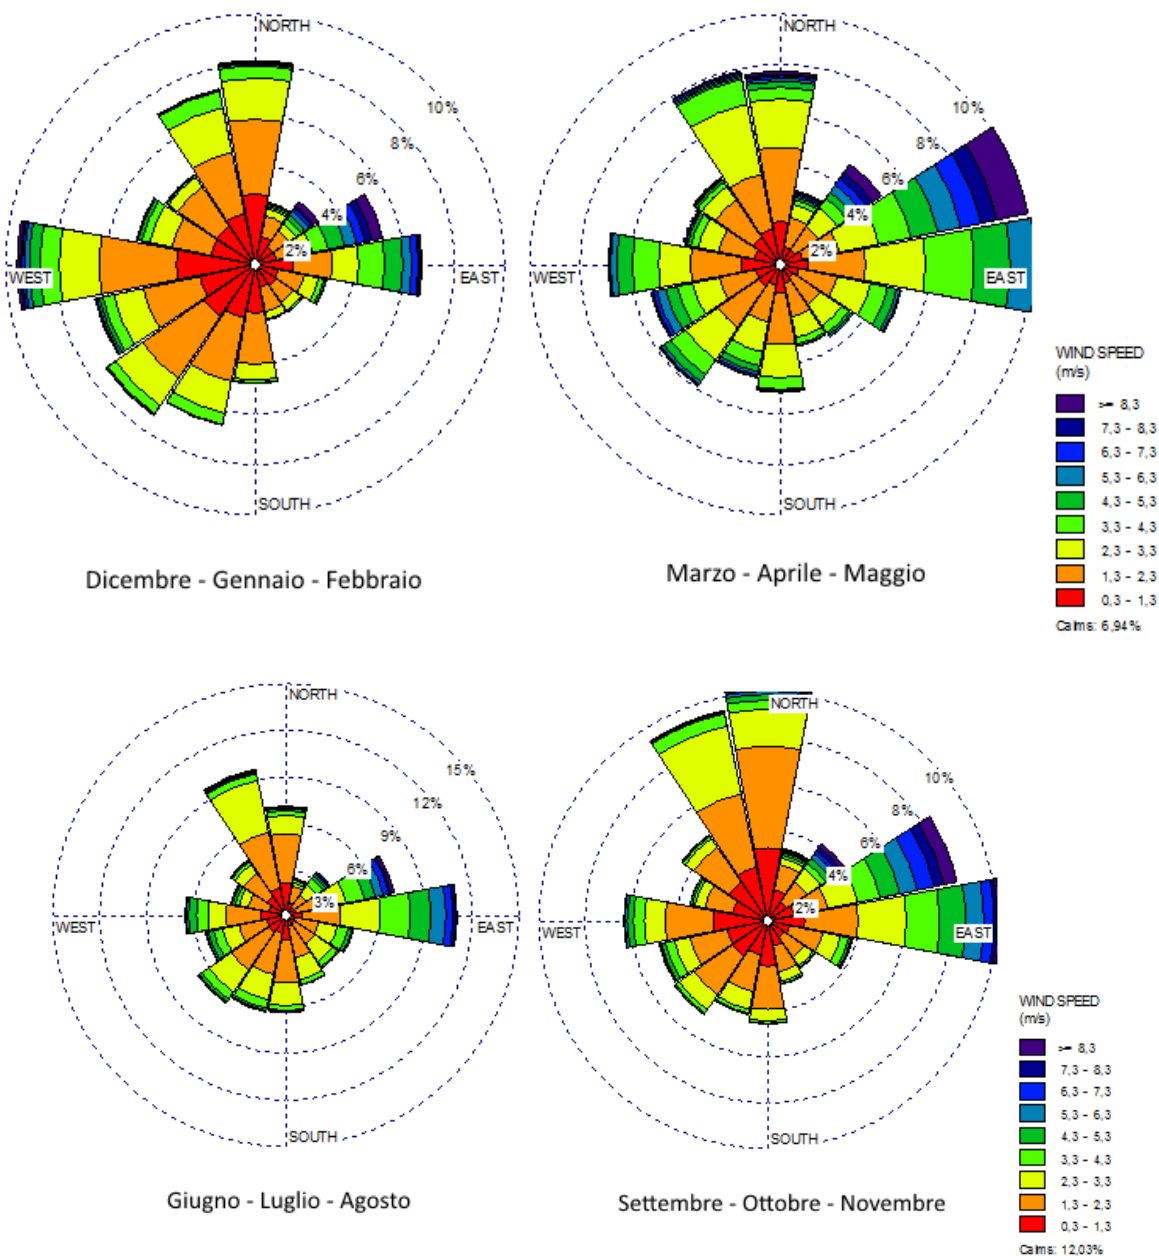 NORTH
10%
8%
6%
4%
2%
WEST
EAST
SOUTH
Dicembre - Gennaio - Febbraio
NORTH
10%
8%
6%
4%
2%
WEST
EAST
SOUTH
Marzo - Aprile - Maggio
WIND SPEED
(m/s)
>= 8,3
7,3 - 8,3
6,3 - 7,3
5,3 - 6,3
4,3 - 5,3
3,3 - 4,3
2,3 - 3,3
1,3 - 2,3
0,3 - 1,3
Calms: 6,94%
NORTH
15%
12%
9%
6%
3%
WEST
EAST
SOUTH
Giugno - Luglio - Agosto
NORTH
10%
8%
6%
4%
2%
WEST
EAST
SOUTH
Settembre - Ottobre - Novembre
WIND SPEED
(m/s)
>= 8,3
7,3 - 8,3
6,3 - 7,3
5,3 - 6,3
4,3 - 5,3
3,3 - 4,3
2,3 - 3,3
1,3 - 2,3
0,3 - 1,3
Calms: 12,03%